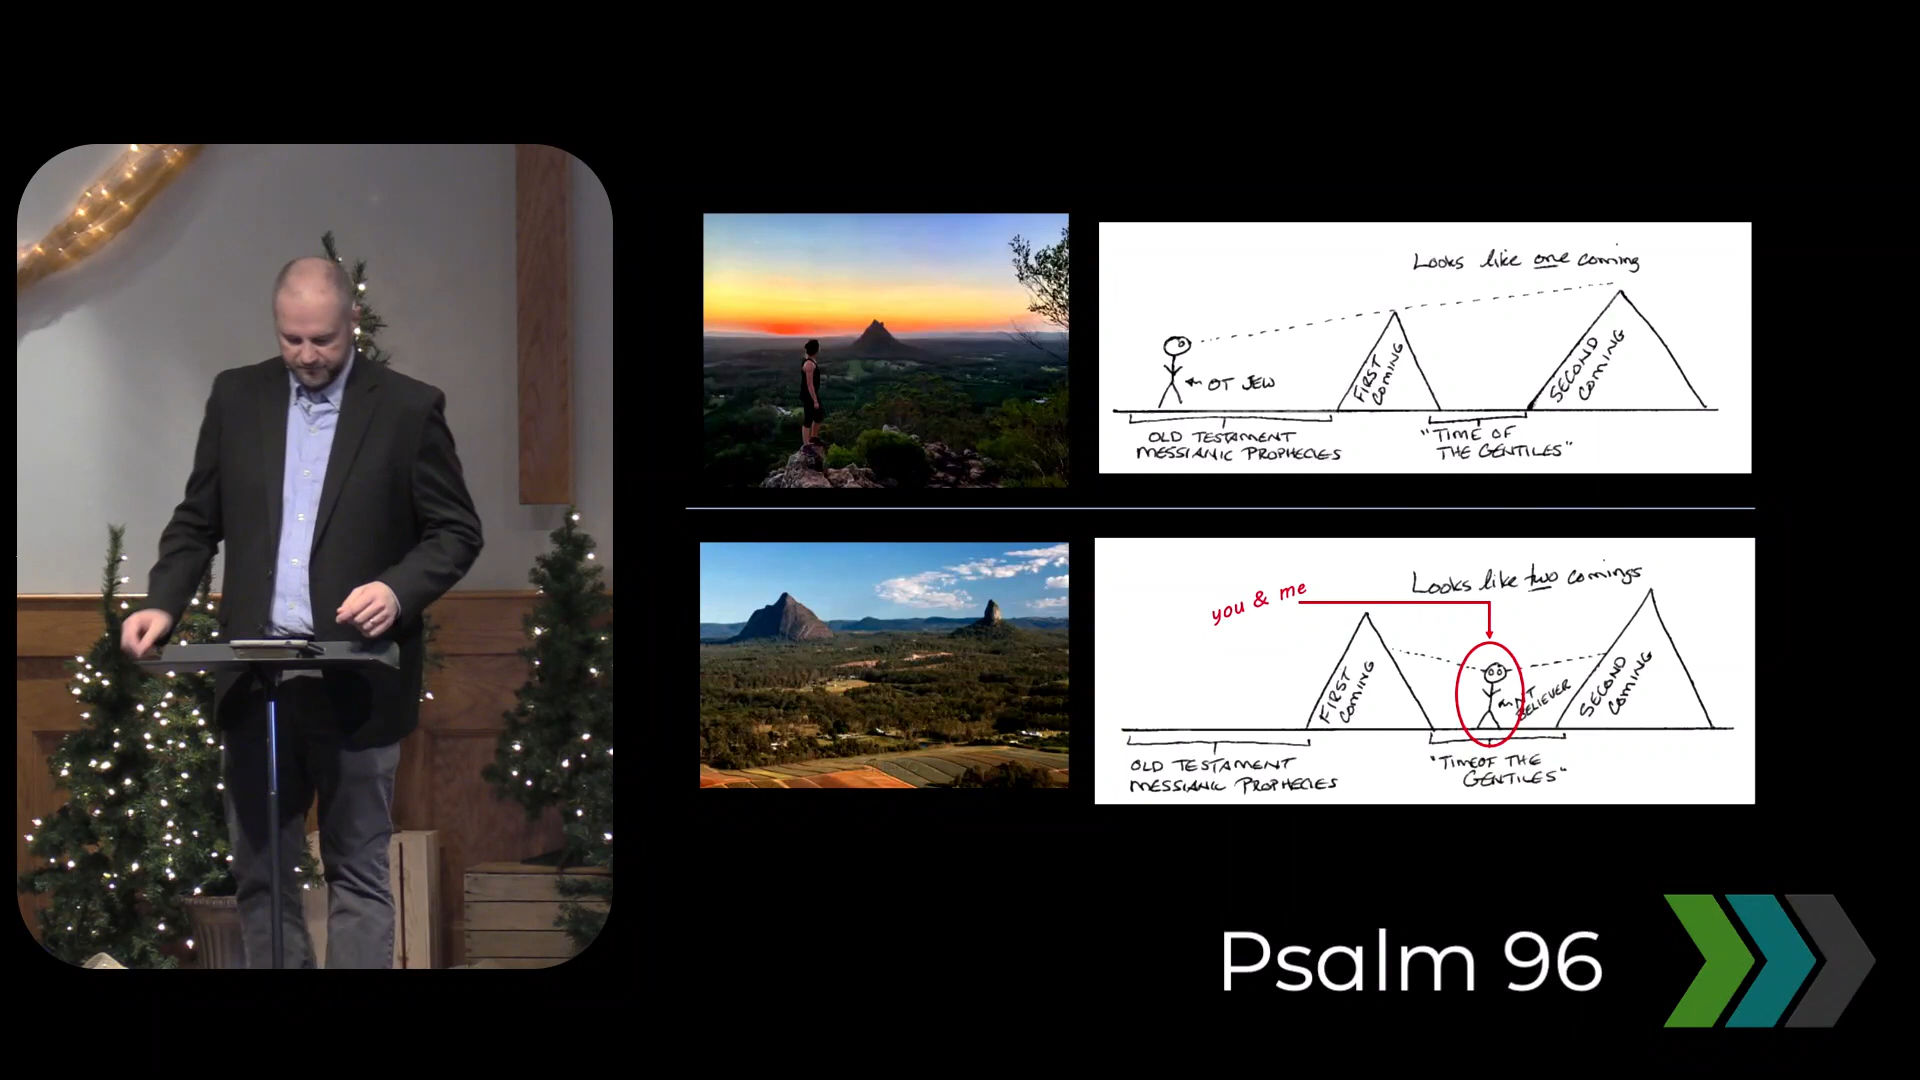 Looks like one coming
OT JEW
FIRST
COMING
SECOND
COMING
OLD TESTAMENT
MESSIANIC PROPHECIES
"TIME OF
THE GENTILES"
Looks like two comings
you & me
FIRST
COMING
NT
BELIEVER
SECOND
COMING
OLD TESTAMENT
MESSIANIC PROPHECIES
"TIME OF THE
GENTILES"
Psalm 96